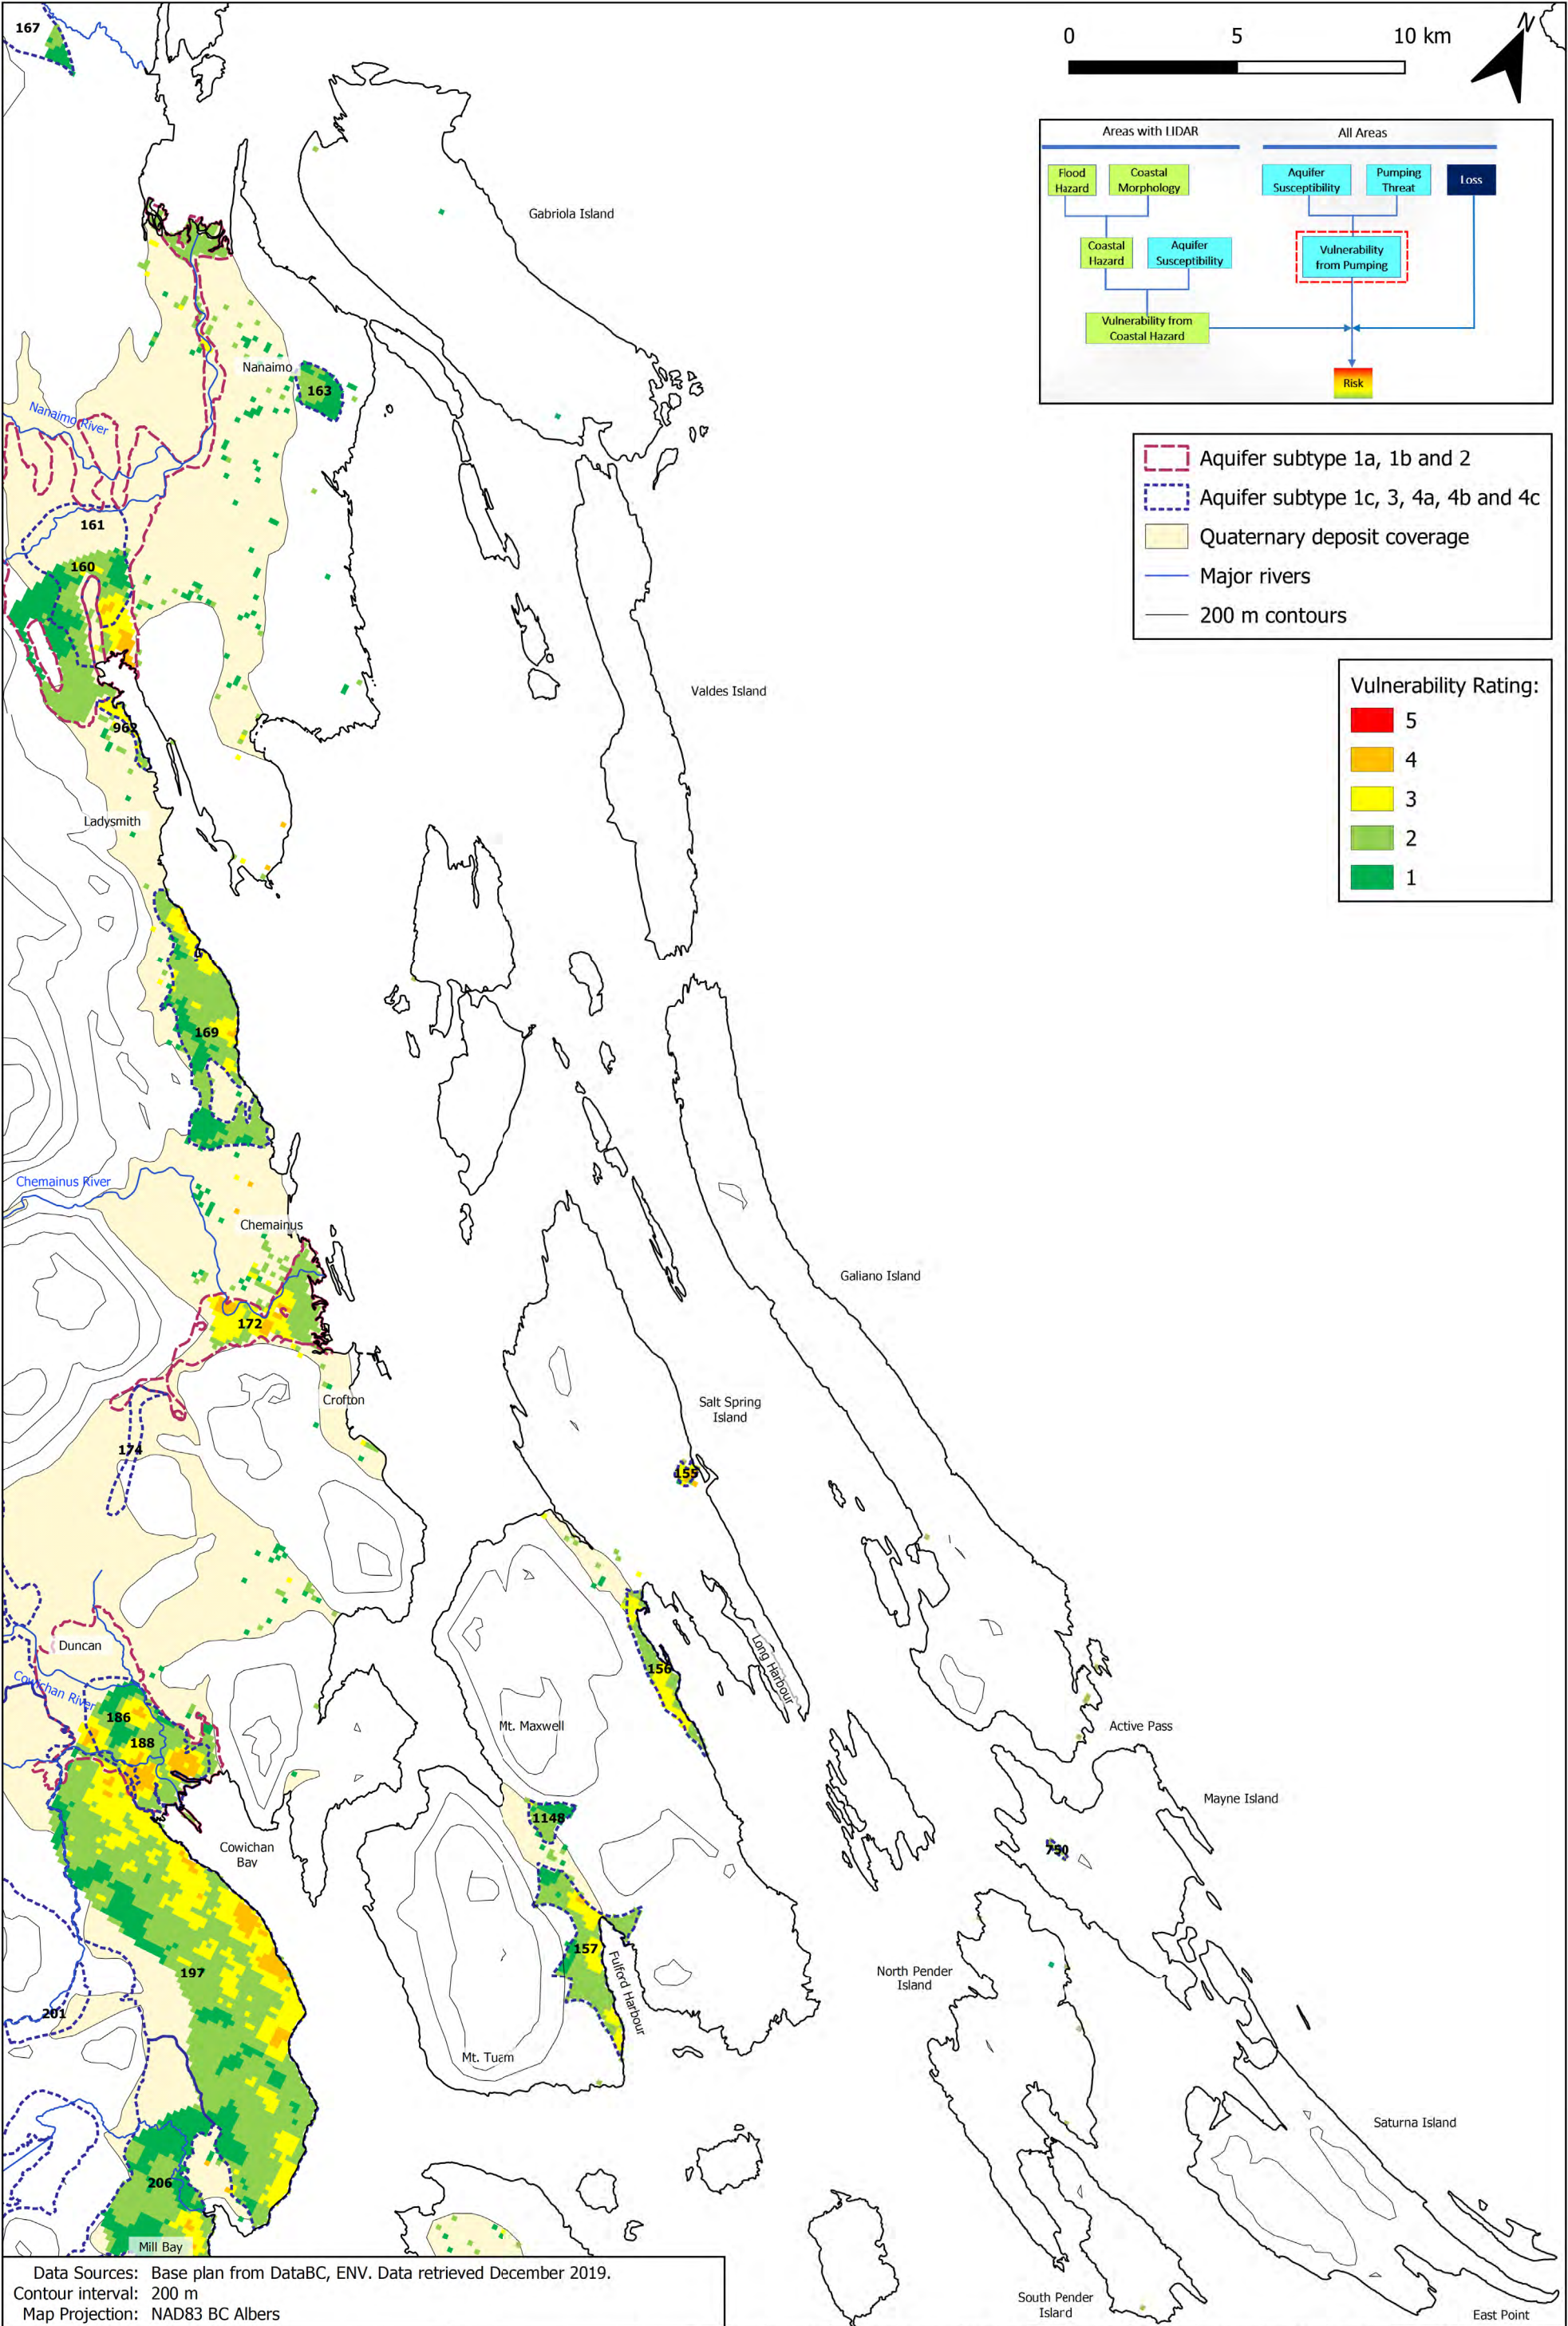 167
0
5
10 km
N
Areas with LIDAR
All Areas
Flood
Hazard
Coastal
Morphology
Aquifer
Susceptibility
Pumping
Threat
Loss
Coastal
Hazard
Aquifer
Susceptibility
Vulnerability
from Pumping
Vulnerability from
Coastal Hazard
Risk
Aquifer subtype 1a, 1b and 2
Aquifer subtype 1c, 3, 4a, 4b and 4c
Quaternary deposit coverage
Major rivers
200 m contours
Vulnerability Rating:
5
4
3
2
1
Gabriola Island
Nanaimo
163
Nanaimo River
161
160
Valdes Island
962
Ladysmith
169
Chemainus River
Chemainus
Galiano Island
172
Crofton
Salt Spring
Island
174
155
Duncan
Long Harbour
156
Cowichan River
186
188
Mt. Maxwell
Active Pass
Mayne Island
1148
Cowichan
Bay
750
157
Fulford Harbour
North Pender
Island
197
201
Mt. Tuam
Saturna Island
206
Mill Bay
South Pender
Island
East Point
Data Sources: Base plan from DataBC, ENV. Data retrieved December 2019.
Contour interval: 200 m
Map Projection: NAD83 BC Albers